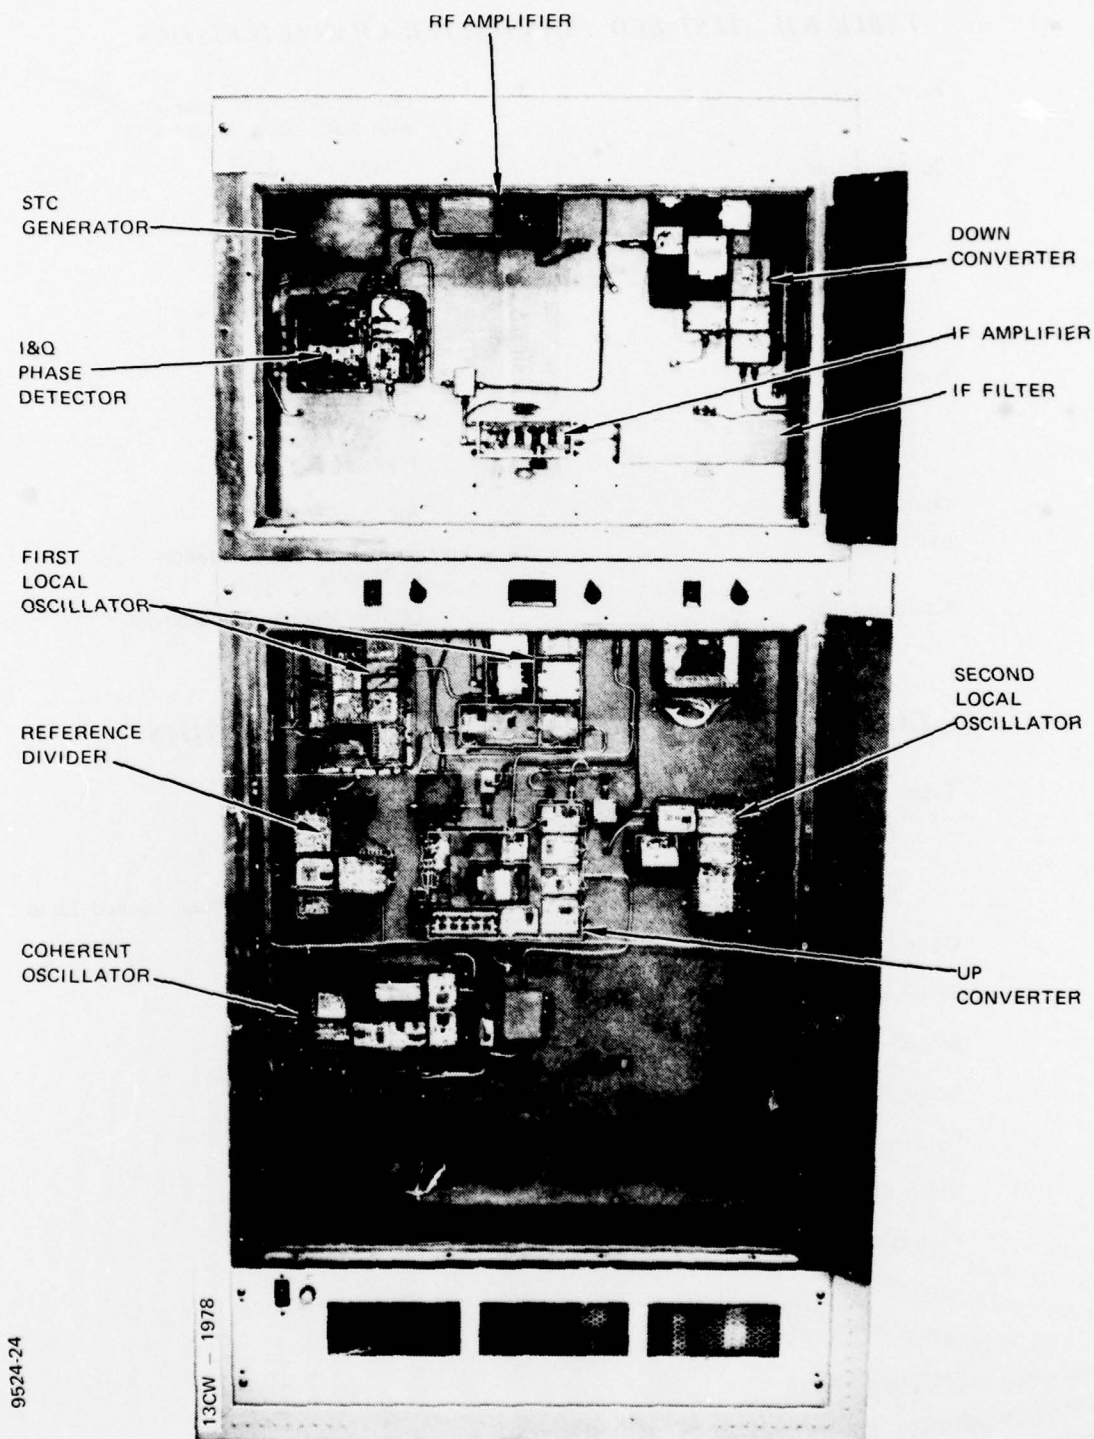 RF AMPLIFIER
STC
GENERATOR
DOWN
CONVERTER
I&Q
PHASE
DETECTOR
IF AMPLIFIER
IF FILTER
FIRST
LOCAL
OSCILLATOR
SECOND
LOCAL
OSCILLATOR
REFERENCE
DIVIDER
COHERENT
OSCILLATOR
UP
CONVERTER
13CW – 1978
9524-24